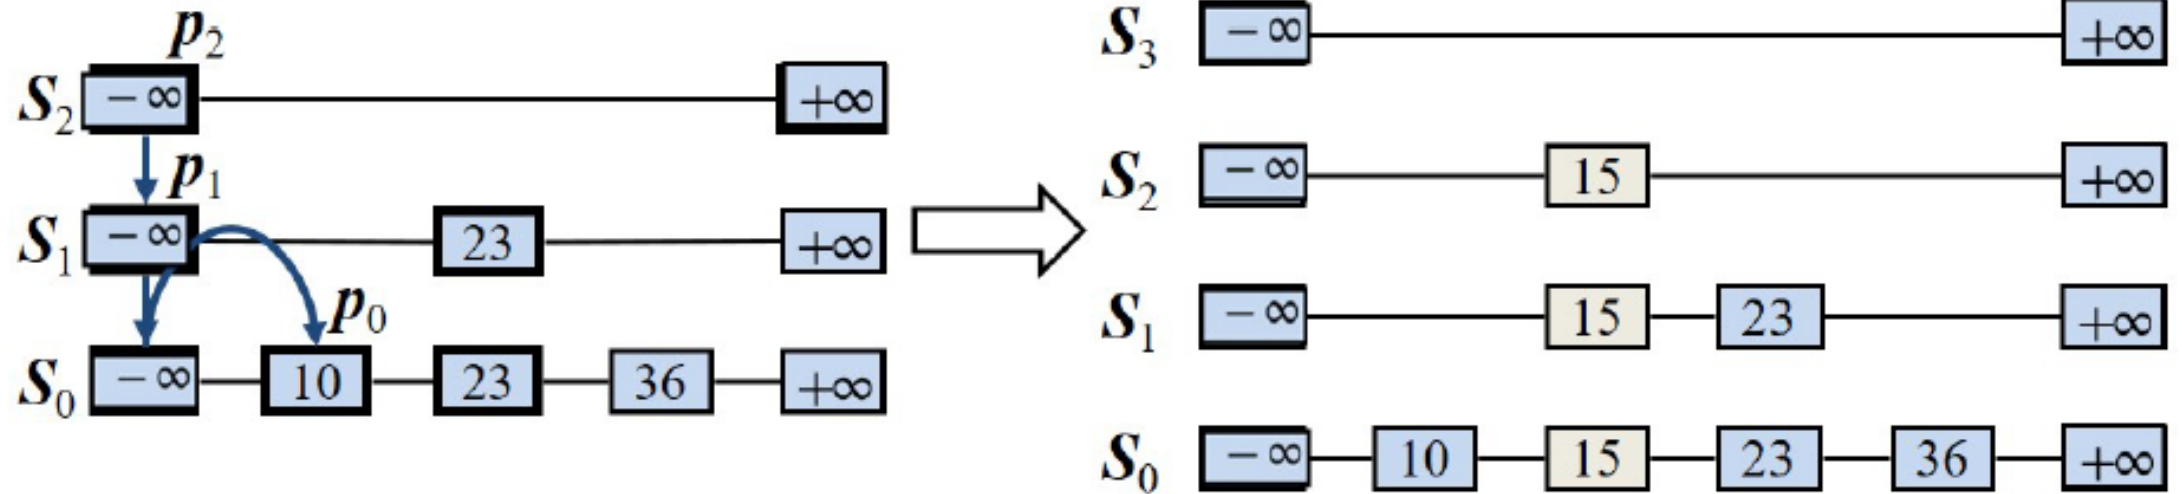 p₂
S₂ −∞ +∞
p₁
S₁ −∞ 23 +∞
p₀
S₀ −∞ 10 23 36 +∞
S₃ −∞ +∞
S₂ −∞ 15 +∞
S₁ −∞ 15 23 +∞
S₀ −∞ 10 15 23 36 +∞